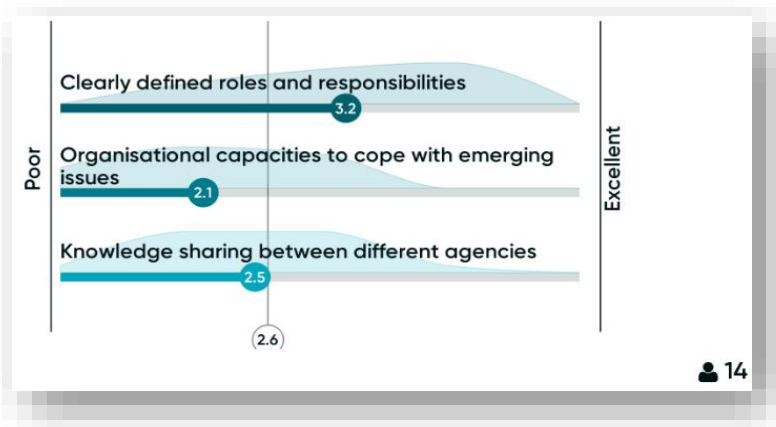 Clearly defined roles and responsibilities
3.2
Poor
Organisational capacities to cope with emerging
issues
2.1
Excellent
Knowledge sharing between different agencies
2.5
2.6
14